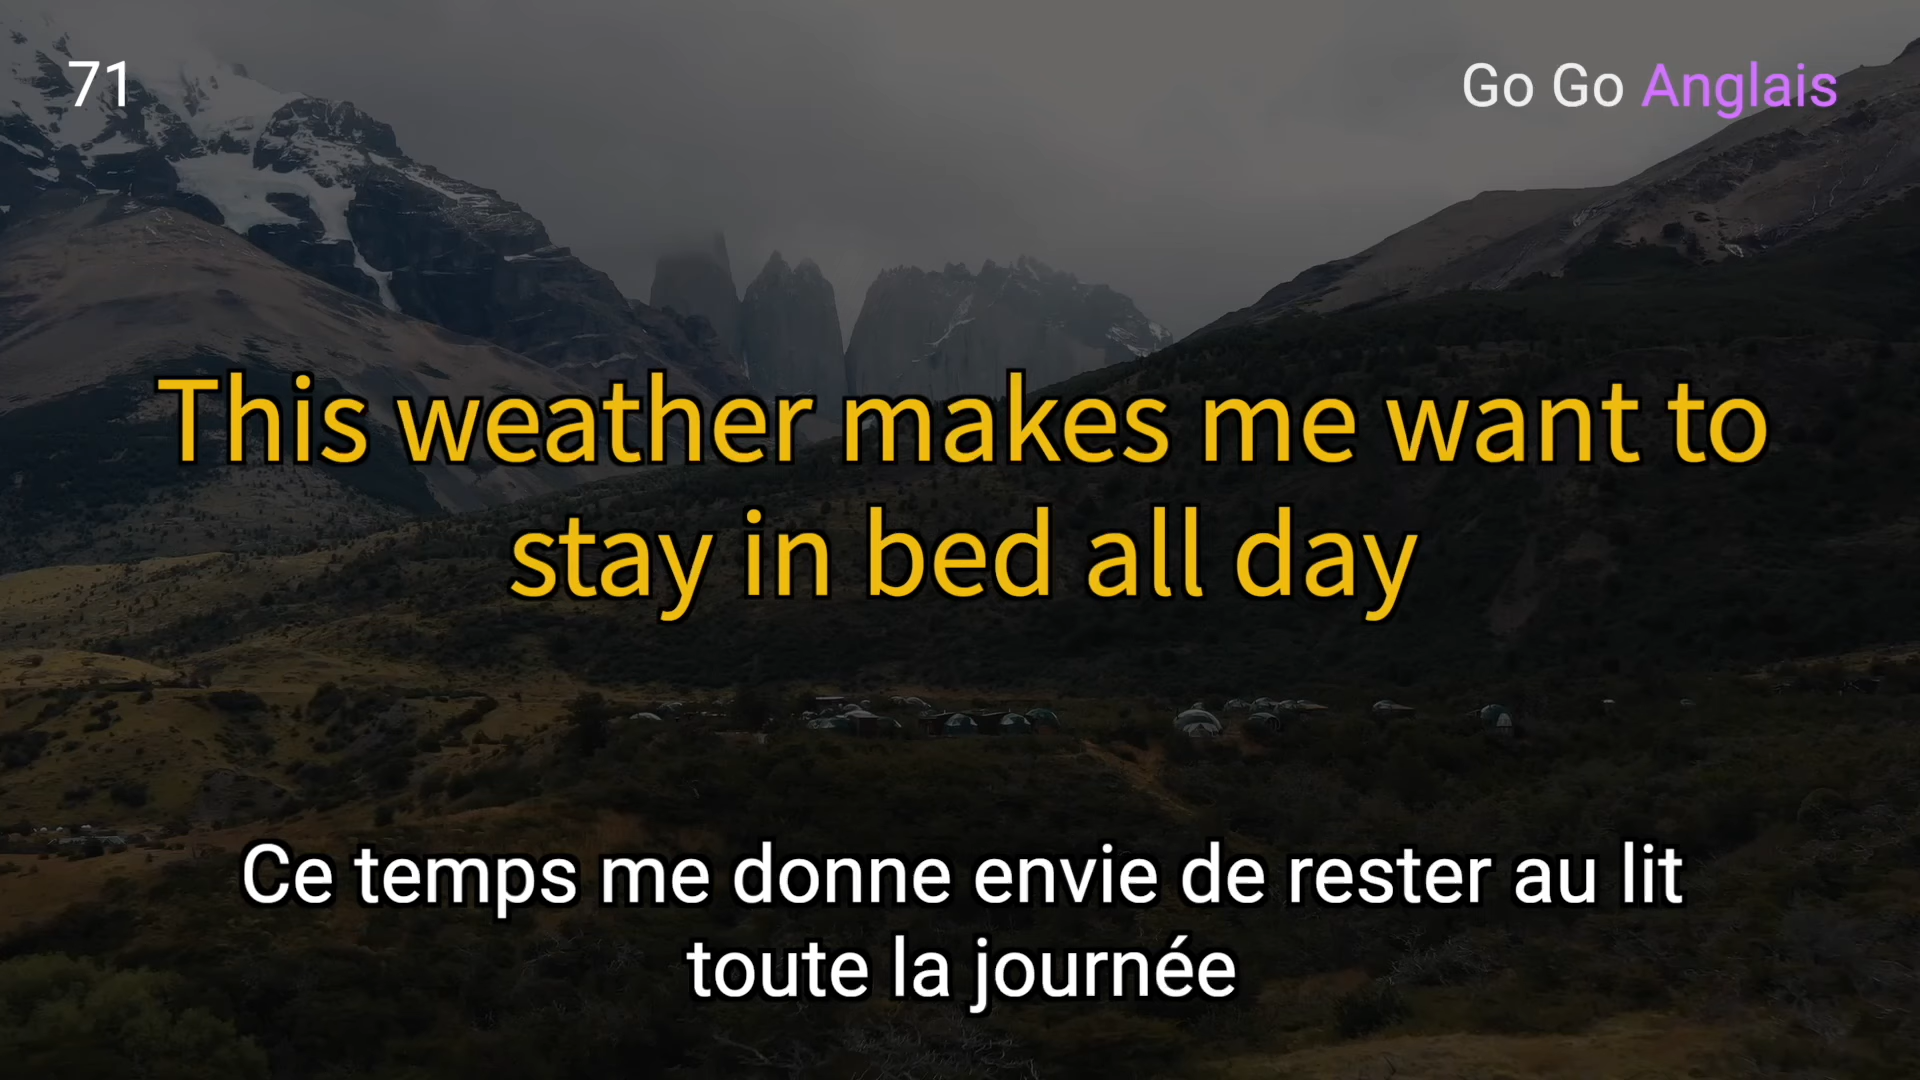 71
Go Go Anglais
This weather makes me want to
stay in bed all day
Ce temps me donne envie de rester au lit
toute la journée